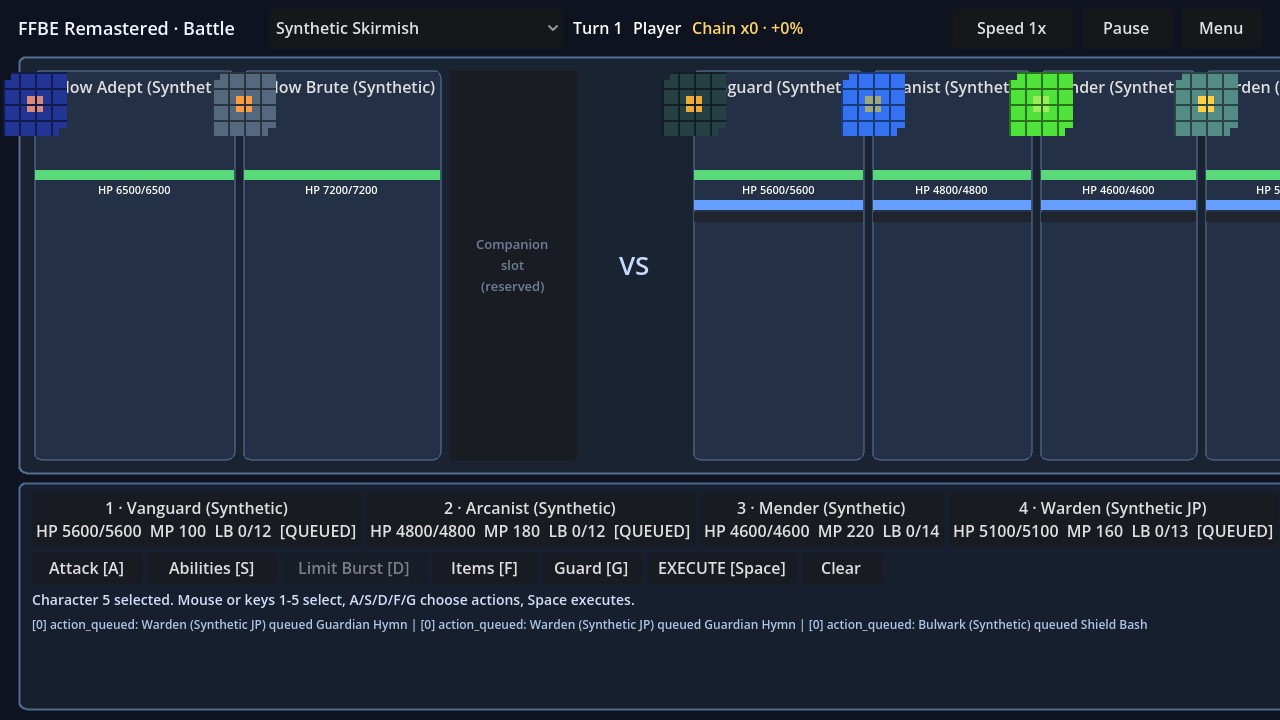 FFBE Remastered · Battle
Synthetic Skirmish
Turn 1 Player Chain x0 · +0%
Speed 1x
Pause
Menu
low Adept (Synthet
low Brute (Synthetic)
guard (Synthet
anist (Synthet
nder (Synthet
rden (
HP 6500/6500
HP 7200/7200
HP 5600/5600
HP 4800/4800
HP 4600/4600
HP 5
Companion
slot
(reserved)
VS
1 · Vanguard (Synthetic)
HP 5600/5600 MP 100 LB 0/12 [QUEUED]
2 · Arcanist (Synthetic)
HP 4800/4800 MP 180 LB 0/12 [QUEUED]
3 · Mender (Synthetic)
HP 4600/4600 MP 220 LB 0/14
4 · Warden (Synthetic JP)
HP 5100/5100 MP 160 LB 0/13 [QUEUED]
Attack [A]
Abilities [S]
Limit Burst [D]
Items [F]
Guard [G]
EXECUTE [Space]
Clear
Character 5 selected. Mouse or keys 1-5 select, A/S/D/F/G choose actions, Space executes.
[0] action_queued: Warden (Synthetic JP) queued Guardian Hymn | [0] action_queued: Warden (Synthetic JP) queued Guardian Hymn | [0] action_queued: Bulwark (Synthetic) queued Shield Bash